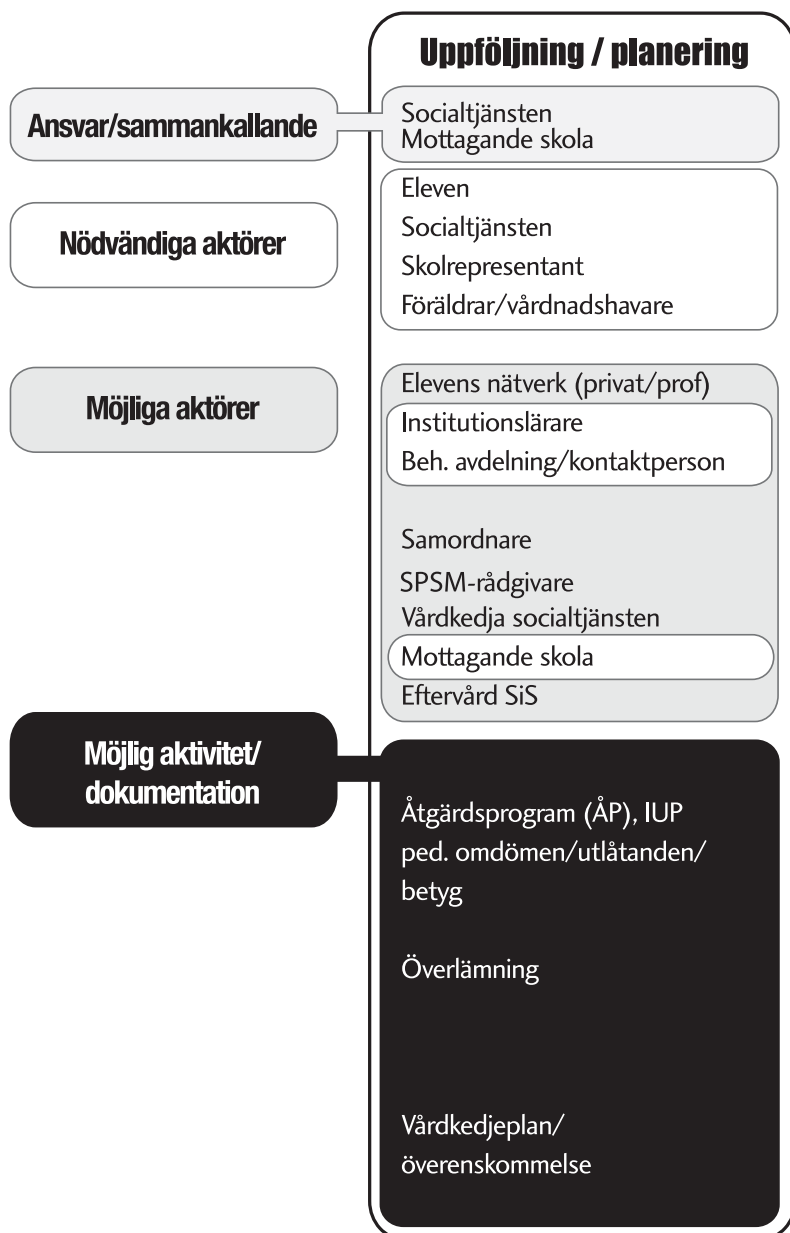 Uppföljning / planering
Ansvar/sammankallande
Socialtjänsten
Mottagande skola
Nödvändiga aktörer
Eleven
Socialtjänsten
Skolrepresentant
Föräldrar/vårdnadshavare
Möjliga aktörer
Elevens nätverk (privat/prof)
Institutionslärare
Beh. avdelning/kontaktperson
Samordnare
SPSM-rådgivare
Vårdkedja socialtjänsten
Mottagande skola
Eftervård SiS
Möjlig aktivitet/
dokumentation
Åtgärdsprogram (ÅP), IUP
ped. omdömen/utlåtanden/
betyg
Överlämning
Vårdkedjeplan/
överenskommelse